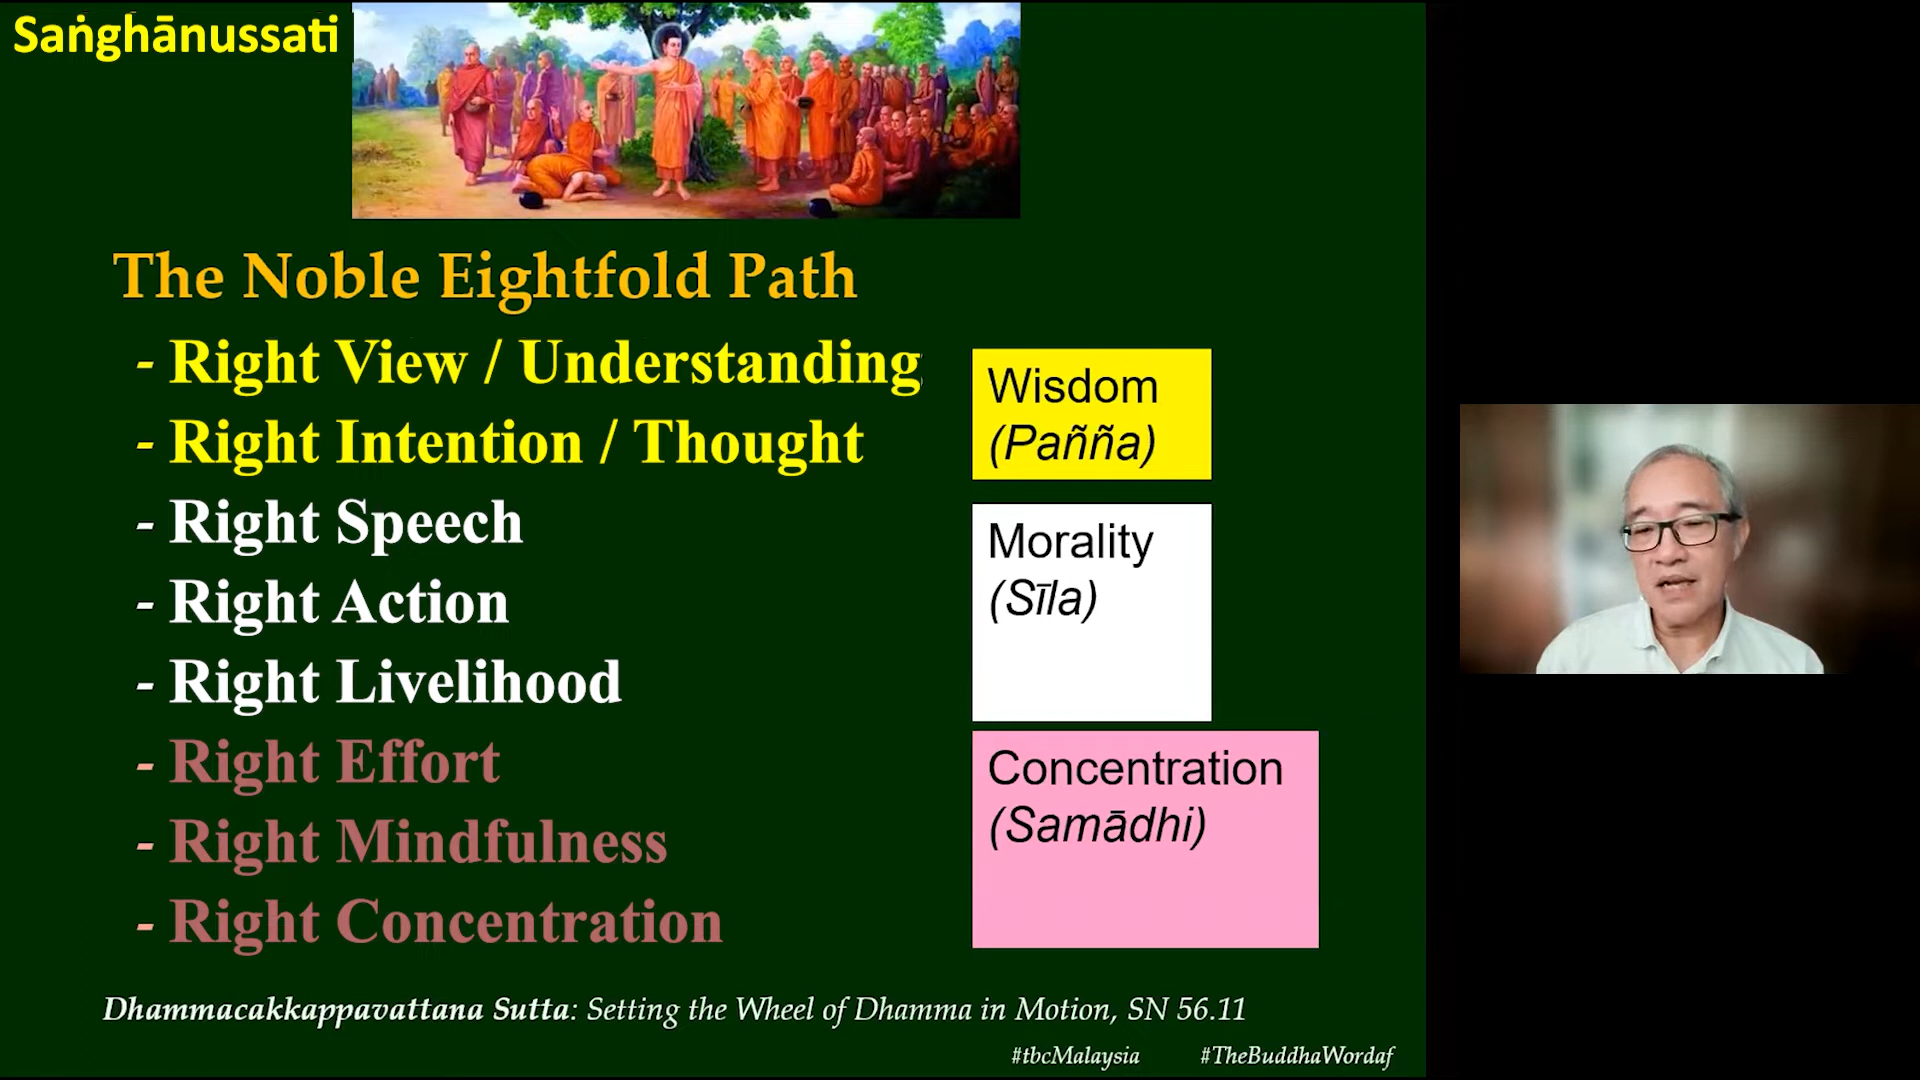 Saṅghānussati
The Noble Eightfold Path
- Right View / Understanding
- Right Intention / Thought
- Right Speech
- Right Action
- Right Livelihood
- Right Effort
- Right Mindfulness
- Right Concentration
Wisdom
(Pañña)
Morality
(Sīla)
Concentration
(Samādhi)
Dhammacakkappavattana Sutta: Setting the Wheel of Dhamma in Motion, SN 56.11
#tbcMalaysia #TheBuddhaWordaf